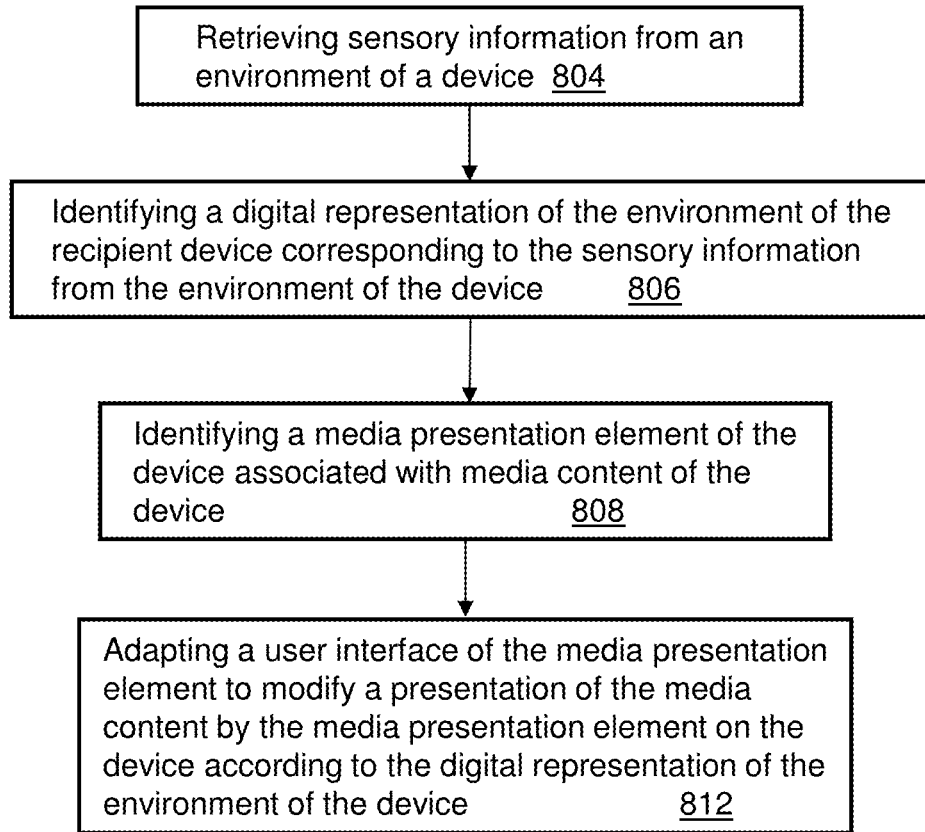 Retrieving sensory information from an
environment of a device 804
Identifying a digital representation of the environment of the
recipient device corresponding to the sensory information
from the environment of the device 806
Identifying a media presentation element of the
device associated with media content of the
device 808
Adapting a user interface of the media presentation
element to modify a presentation of the media
content by the media presentation element on the
device according to the digital representation of the
environment of the device 812